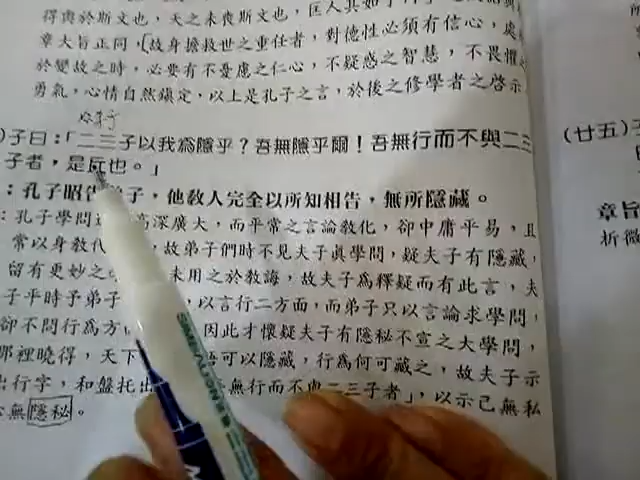 得與於斯文也，天之未喪斯文也，匡人其如予何
章大旨正同，故身擔救世之重任者，對德性必須有信心，處
於變故之時，必要有不憂慮之仁心，不疑惑之智慧，不畏懼
勇氣，心情自然鎮定，以上是孔子之言，於後之修學者之啓示
)子曰：「二三子以我為隱乎？吾無隱乎爾！吾無行而不與二三
子者，是丘也。」
：孔子昭告 子，他教人完全以所知相告，無所隱藏。
：孔子學問 高深廣大，而平常之言論教化，卻中庸平易，且
常以身教代 故弟子們時不見夫子真學問，疑夫子有隱藏，
留有更妙之 未用之於教誨，故夫子為釋疑而有此言，夫
子平時予弟子 以言行二方面，而弟子只以言論求學問，
卻不問行為方 因此才懷疑夫子有隱秘不宣之大學問，
那裡曉得，天下 語可以隱藏，行為何可藏之，故夫子示
出行字，和盤托出 無行而不與二三子者」，以示己無私
無隱秘。
(廿五)子
章旨
析微